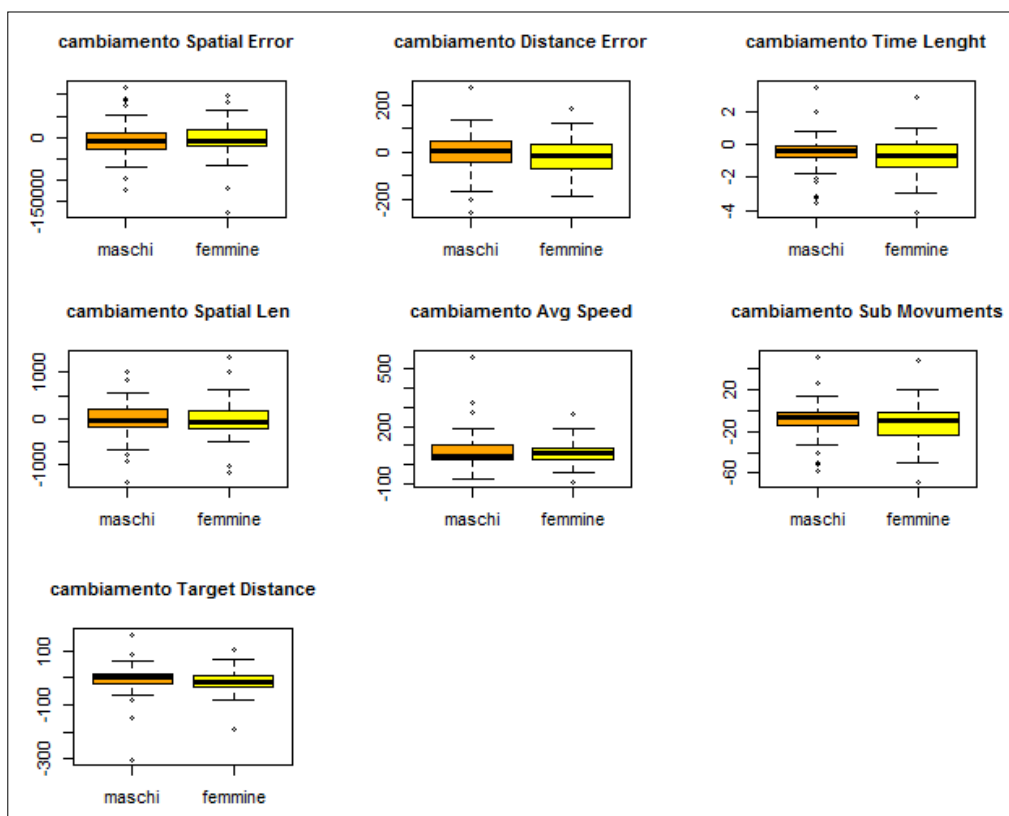 cambiamento Spatial Error
0
-15000
maschi
femmine
cambiamento Distance Error
200
0
-200
maschi
femmine
cambiamento Time Lenght
2
0
-2
-4
maschi
femmine
cambiamento Spatial Len
1000
0
-1000
maschi
femmine
cambiamento Avg Speed
500
200
-100
maschi
femmine
cambiamento Sub Movuments
20
-20
-60
maschi
femmine
cambiamento Target Distance
100
-100
-300
maschi
femmine